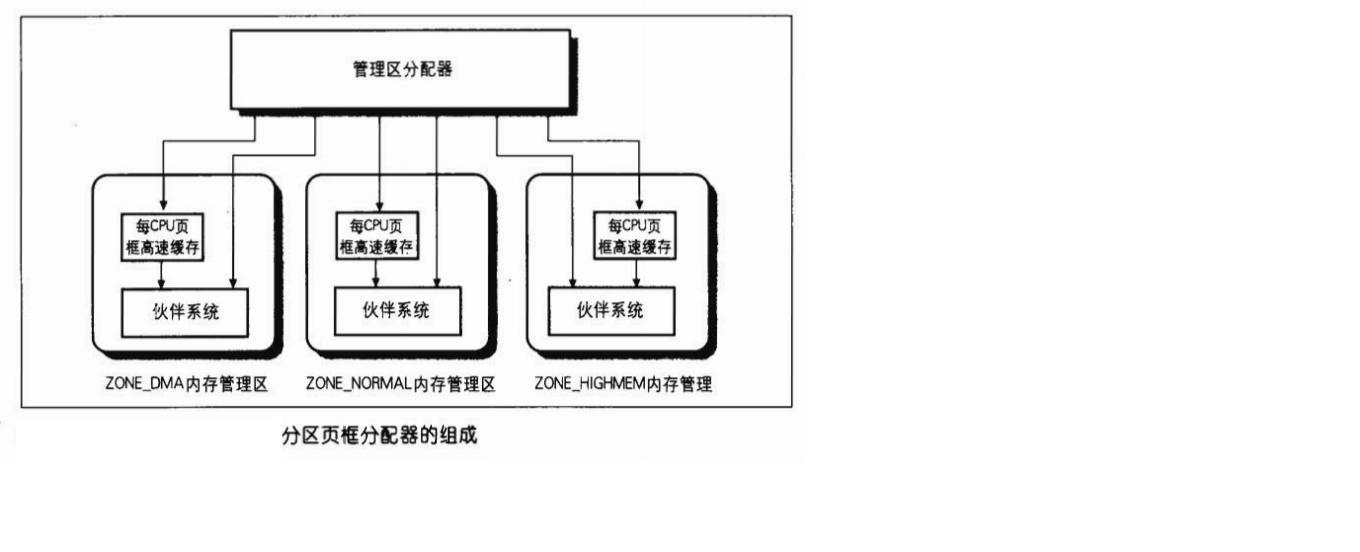 管理区分配器
每CPU页
框高速缓存
每CPU页
框高速缓存
每CPU页
框高速缓存
伙伴系统
伙伴系统
伙伴系统
ZONE_DMA内存管理区
ZONE_NORMAL内存管理区
ZONE_HIGHMEM内存管理
分区页框分配器的组成